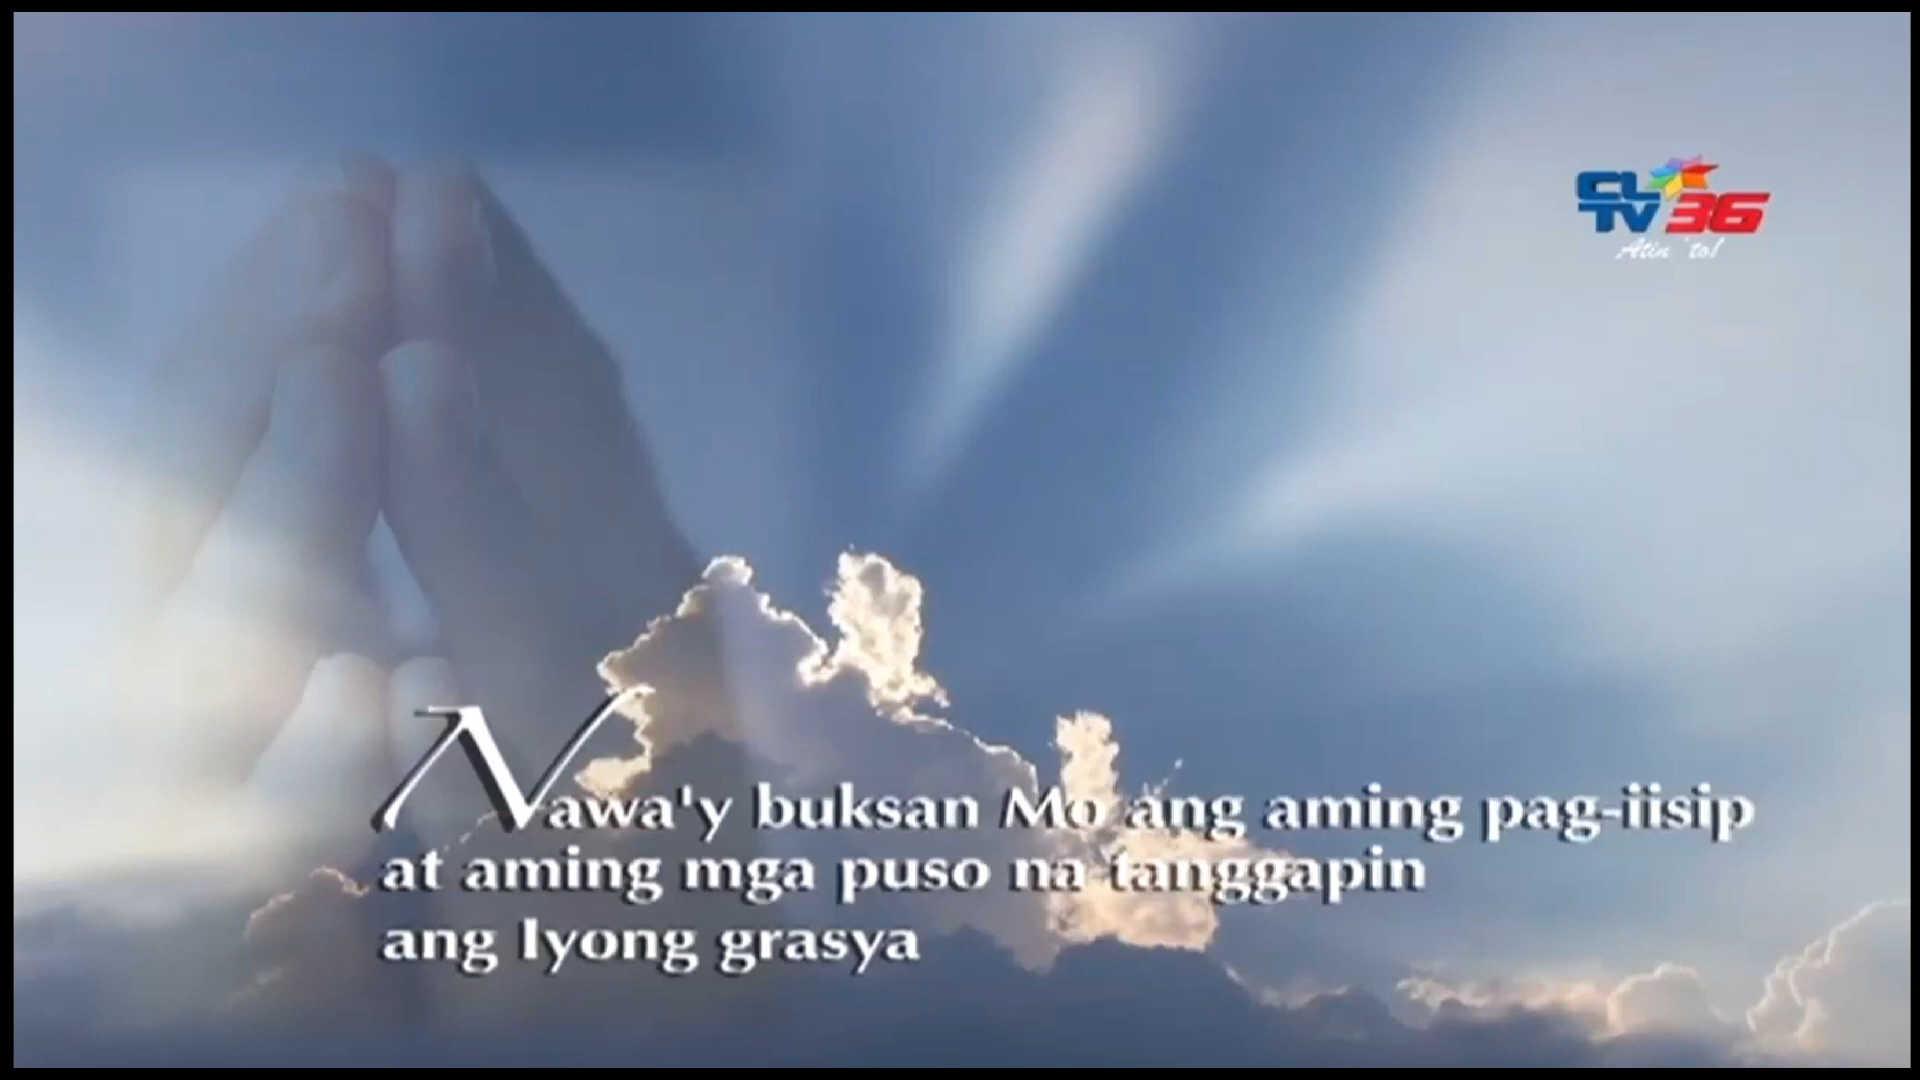 CLTV36
Atin 'to!
Nawa'y buksan Mo ang aming pag-iisip
at aming mga puso na tanggapin
ang Iyong grasya